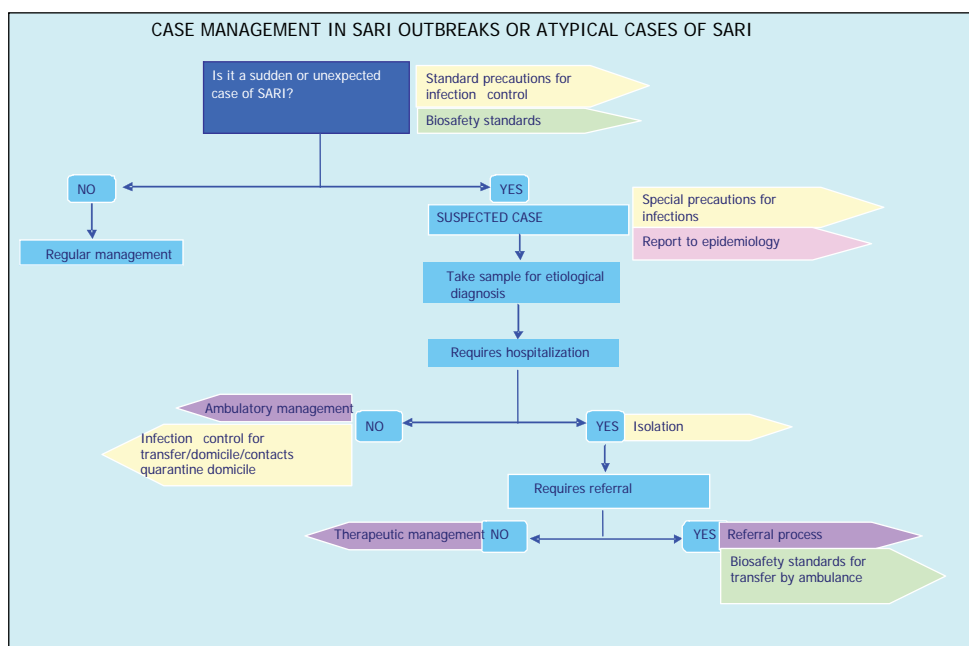 CASE MANAGEMENT IN SARI OUTBREAKS OR ATYPICAL CASES OF SARI
Is it a sudden or unexpected
case of SARI?
Standard precautions for
infection control
Biosafety standards
NO
YES
Regular management
SUSPECTED CASE
Special precautions for
infections
Report to epidemiology
Take sample for etiological
diagnosis
Requires hospitalization
Ambulatory management
NO
Infection control for
transfer/domicile/contacts
quarantine domicile
YES
Isolation
Requires referral
Therapeutic management
NO
YES
Referral process
Biosafety standards for
transfer by ambulance